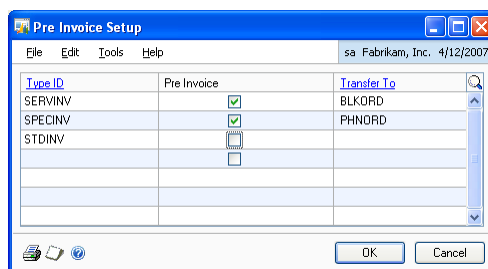 Pre Invoice Setup
File Edit Tools Help sa Fabrikam, Inc. 4/12/2007
Type ID Pre Invoice Transfer To
SERVINV BLKORD
SPECINV PHNORD
STDINV
OK Cancel